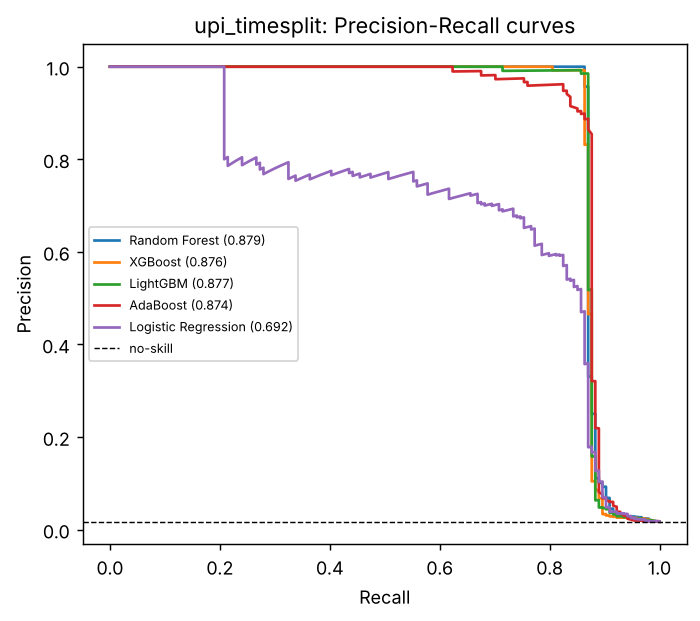 upi_timesplit: Precision-Recall curves
1.0
0.8
0.6
0.4
0.2
0.0
Precision
Random Forest (0.879)
XGBoost (0.876)
LightGBM (0.877)
AdaBoost (0.874)
Logistic Regression (0.692)
no-skill
0.0 0.2 0.4 0.6 0.8 1.0
Recall